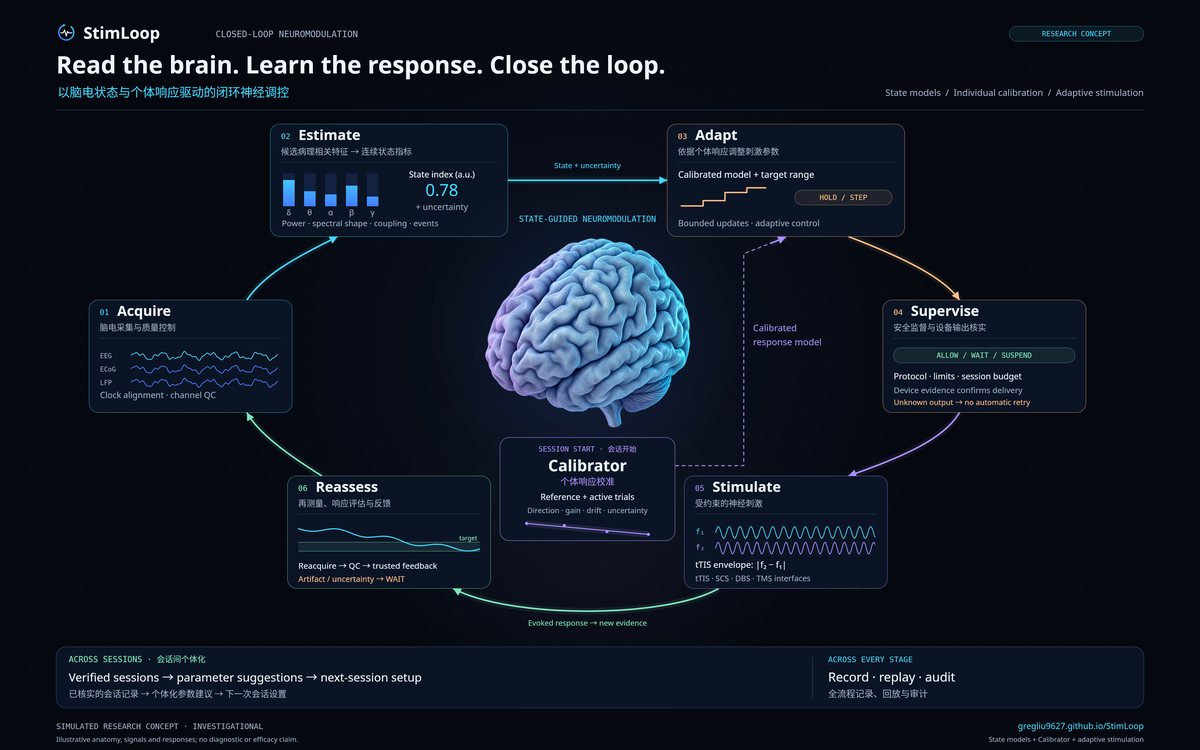 StimLoop
CLOSED-LOOP NEUROMODULATION
RESEARCH CONCEPT
Read the brain. Learn the response. Close the loop.
以脑电状态与个体响应驱动的闭环神经调控
State models / Individual calibration / Adaptive stimulation
02 Estimate
候选病理相关特征 → 连续状态指标
State index (a.u.)
0.78
+ uncertainty
δ θ α β γ
Power · spectral shape · coupling · events
State + uncertainty
03 Adapt
依据个体响应调整刺激参数
Calibrated model + target range
HOLD / STEP
Bounded updates · adaptive control
STATE-GUIDED NEUROMODULATION
01 Acquire
脑电采集与质量控制
EEG
ECoG
LFP
Clock alignment · channel QC
Calibrated
response model
04 Supervise
安全监督与设备输出核实
ALLOW / WAIT / SUSPEND
Protocol · limits · session budget
Device evidence confirms delivery
Unknown output → no automatic retry
SESSION START · 会话开始
Calibrator
个体响应校准
Reference + active trials
Direction · gain · drift · uncertainty
06 Reassess
再测量、响应评估与反馈
target
Reacquire → QC → trusted feedback
Artifact / uncertainty → WAIT
05 Stimulate
受约束的神经刺激
f₁
f₂
tTIS envelope: |f₂ − f₁|
tTIS · SCS · DBS · TMS interfaces
Evoked response → new evidence
ACROSS SESSIONS · 会话间个体化
Verified sessions → parameter suggestions → next-session setup
已核实的会话记录 → 个体化参数建议 → 下一次会话设置
ACROSS EVERY STAGE
Record · replay · audit
全流程记录、回放与审计
SIMULATED RESEARCH CONCEPT · INVESTIGATIONAL
Illustrative anatomy, signals and responses; no diagnostic or efficacy claim.
gregliu9627.github.io/StimLoop
State models + Calibrator + adaptive stimulation